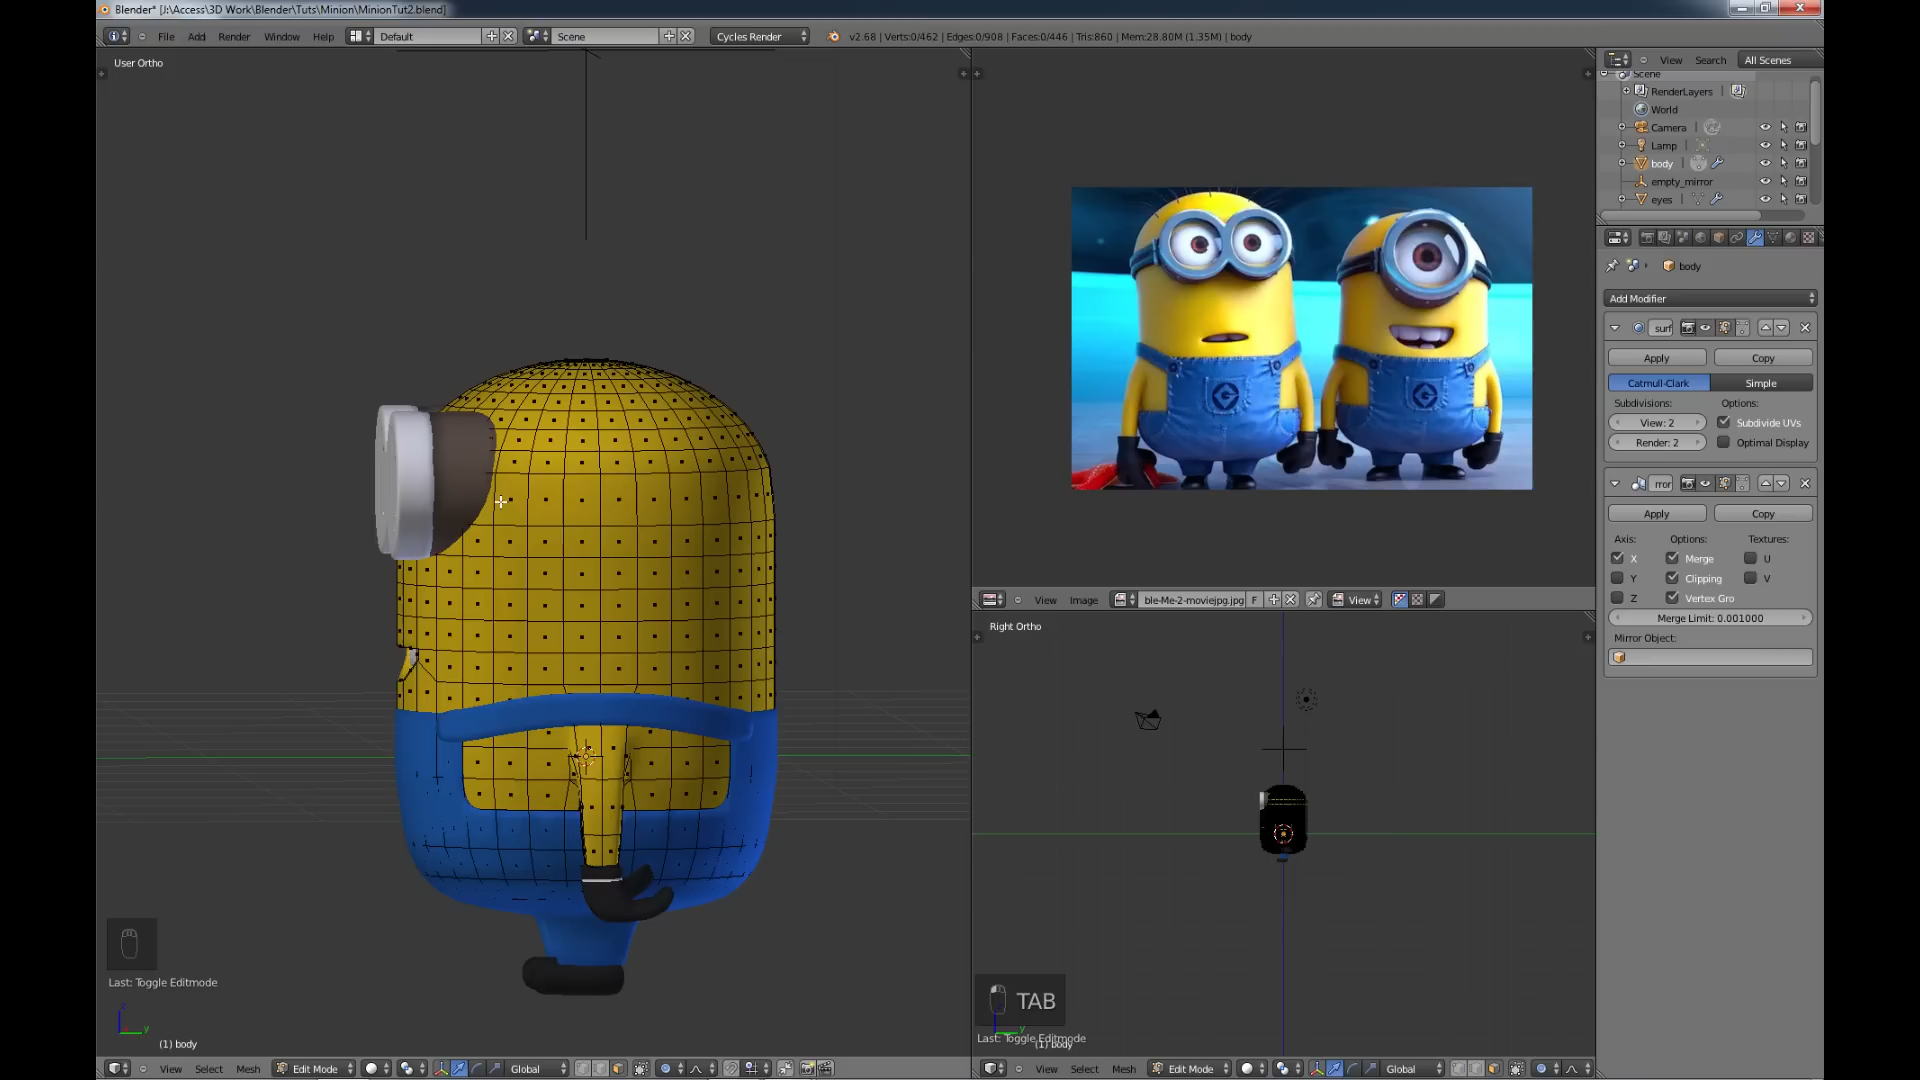 Blender* [J:\Access\3D Work\Blender\Tuts\Minion\MinionTut2.blend]
File Add Render Window Help Default Scene Cycles Render v2.68 | Verts:0/462 | Edges:0/908 | Faces:0/446 | Tris:860 | Mem:28.80M (1.35M) | body
User Ortho
View Search All Scenes
Scene
RenderLayers
World
Camera
Lamp
body
empty_mirror
eyes
body
Add Modifier
surf
Apply Copy
Catmull-Clark Simple
Subdivisions: Options:
View: 2 Subdivide UVs
Render: 2 Optimal Display
rror
Apply Copy
Axis: Options: Textures:
X Merge U
Y Clipping V
Z Vertex Gro
Merge Limit: 0.001000
Mirror Object:
View Image ble-Me-2-moviejpg.jpg F View
Right Ortho
TAB
Last: Toggle Editmode
(1) body
Last: Toggle Editmode
(1) body
View Select Mesh Edit Mode Global
View Select Mesh Edit Mode Global